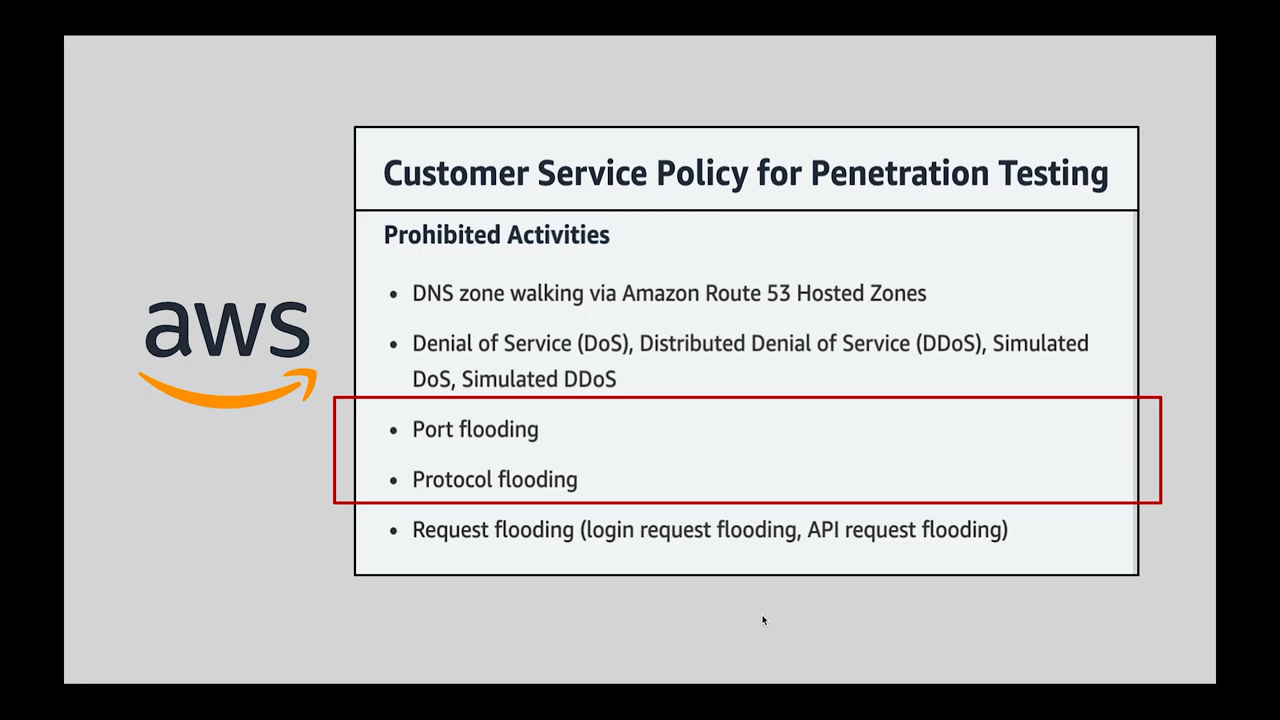 Customer Service Policy for Penetration Testing
Prohibited Activities
• DNS zone walking via Amazon Route 53 Hosted Zones
• Denial of Service (DoS), Distributed Denial of Service (DDoS), Simulated
DoS, Simulated DDoS
aws
• Port flooding
• Protocol flooding
• Request flooding (login request flooding, API request flooding)